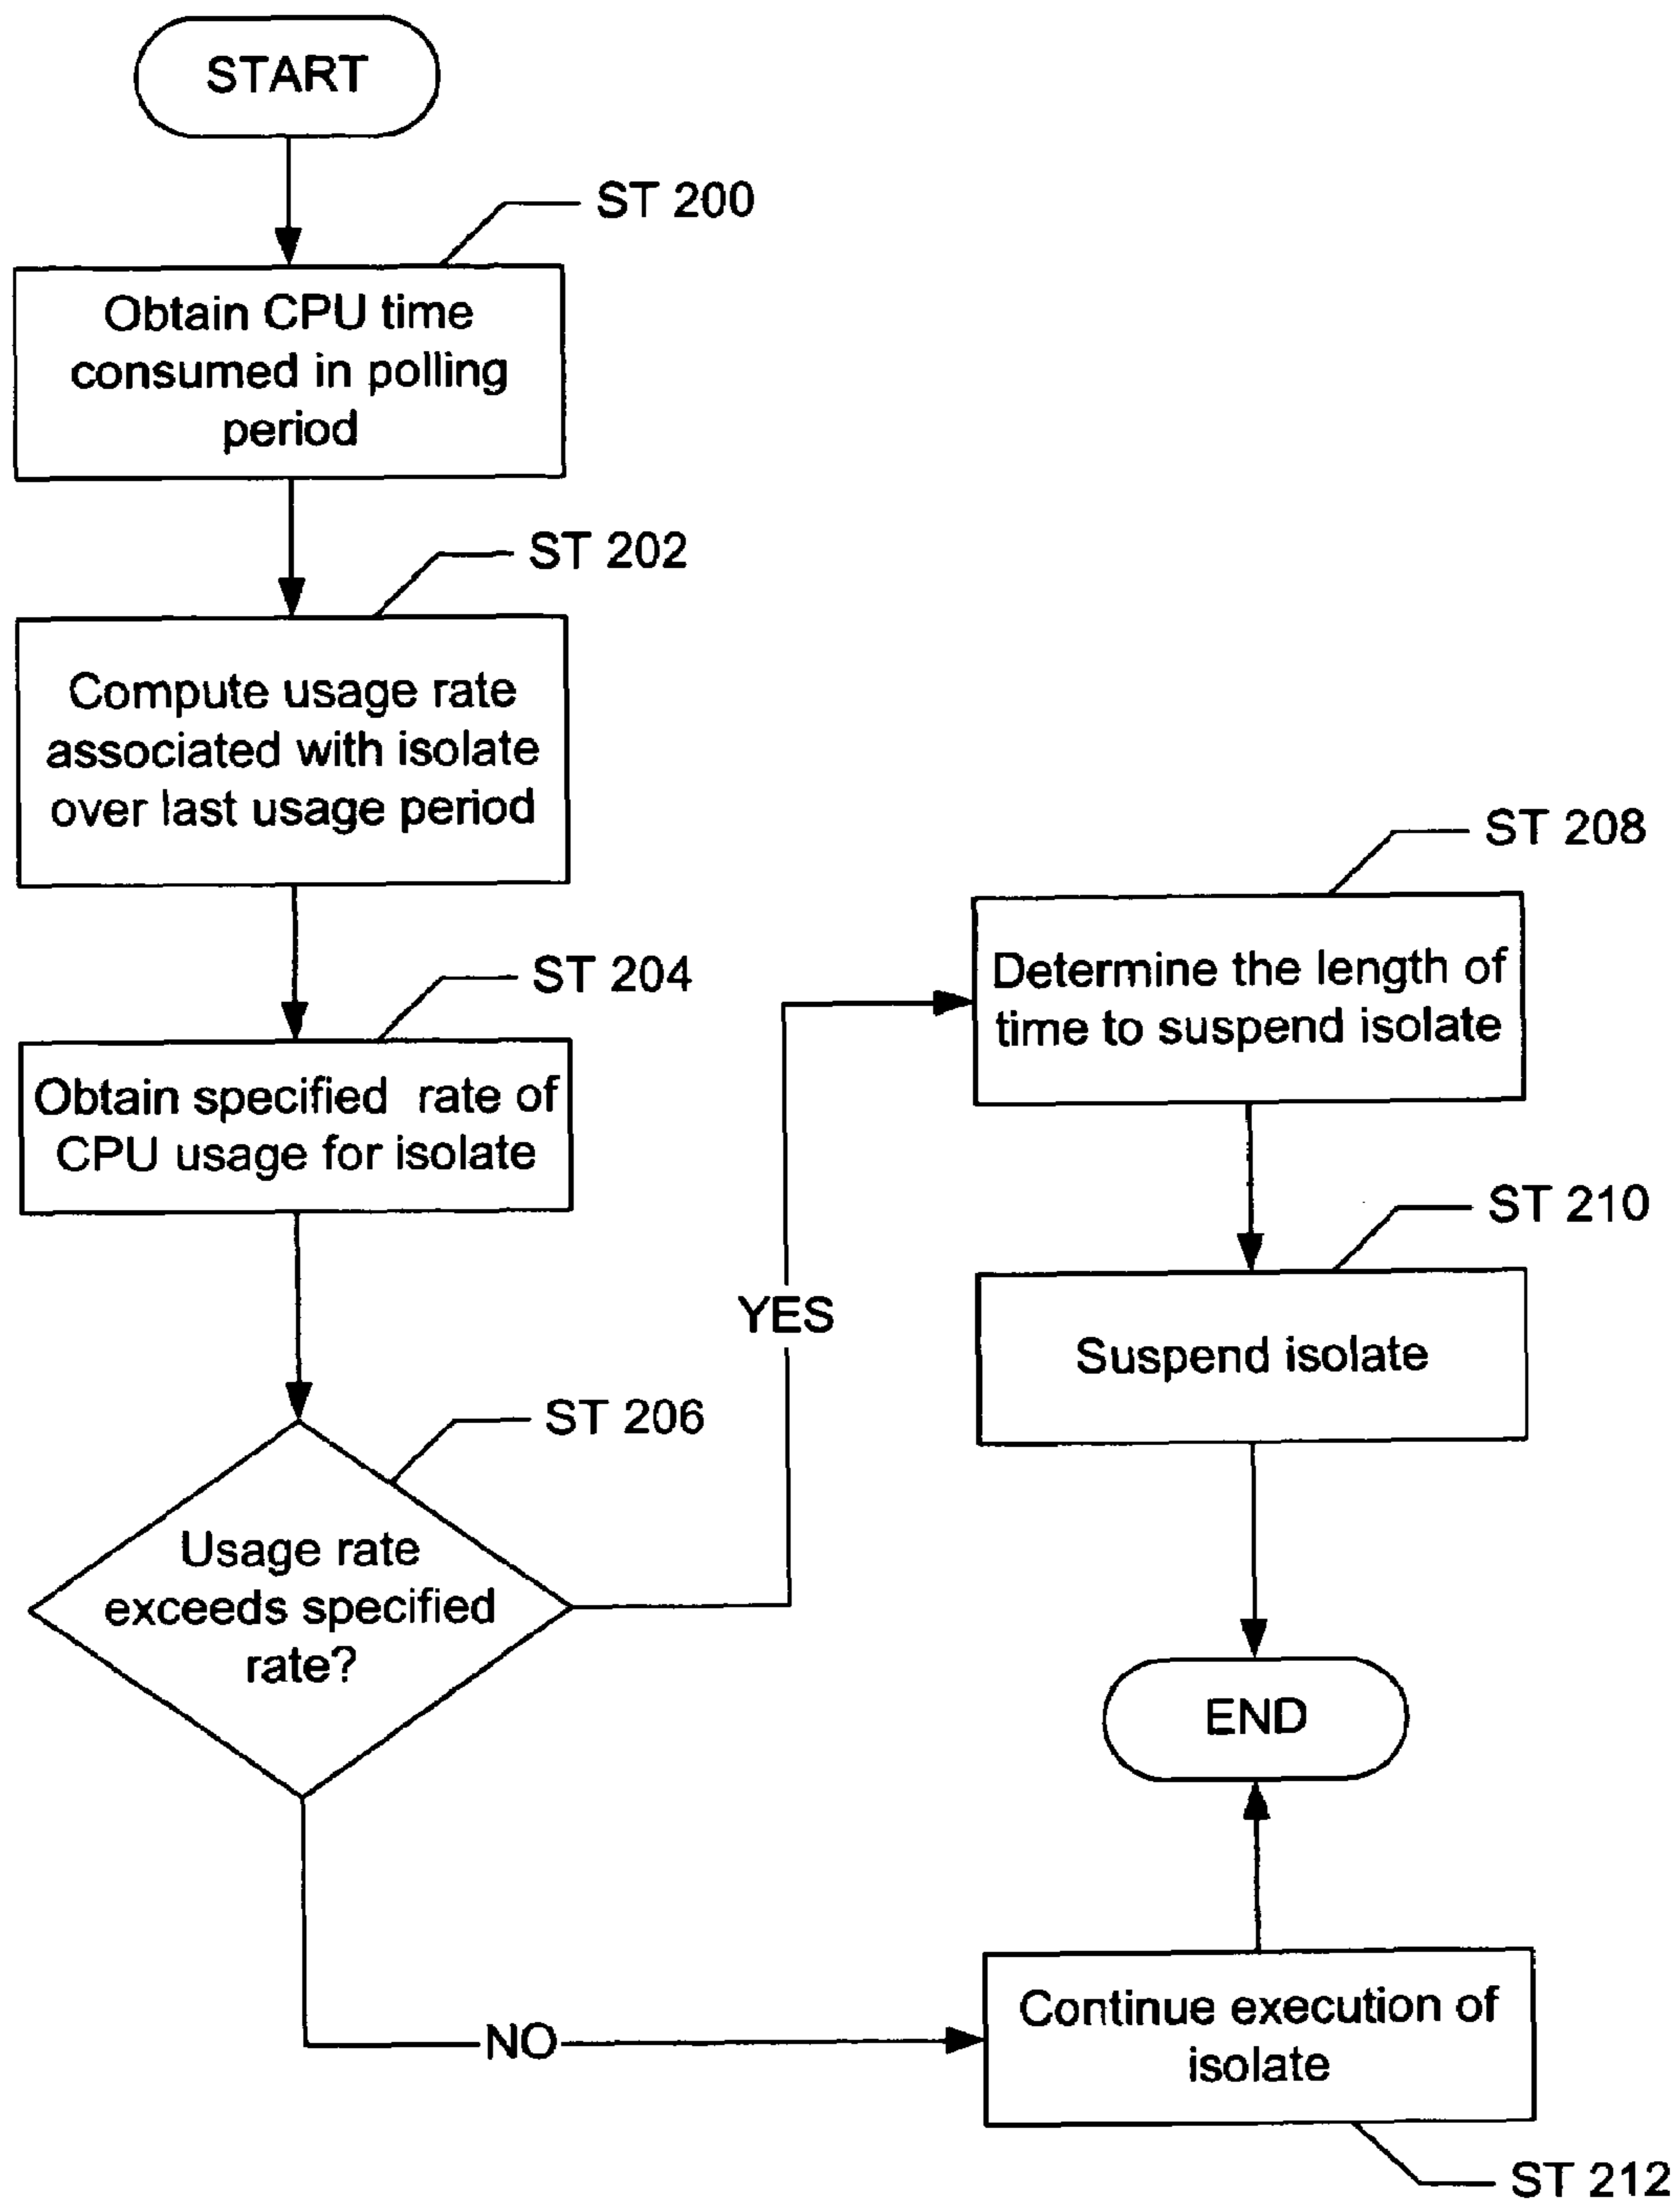 START
ST 200
Obtain CPU time
consumed in polling
period
ST 202
Compute usage rate
associated with isolate
over last usage period
ST 204
Obtain specified rate of
CPU usage for isolate
ST 206
Usage rate
exceeds specified
rate?
YES
ST 208
Determine the length of
time to suspend isolate
ST 210
Suspend isolate
END
NO
Continue execution of
isolate
ST 212